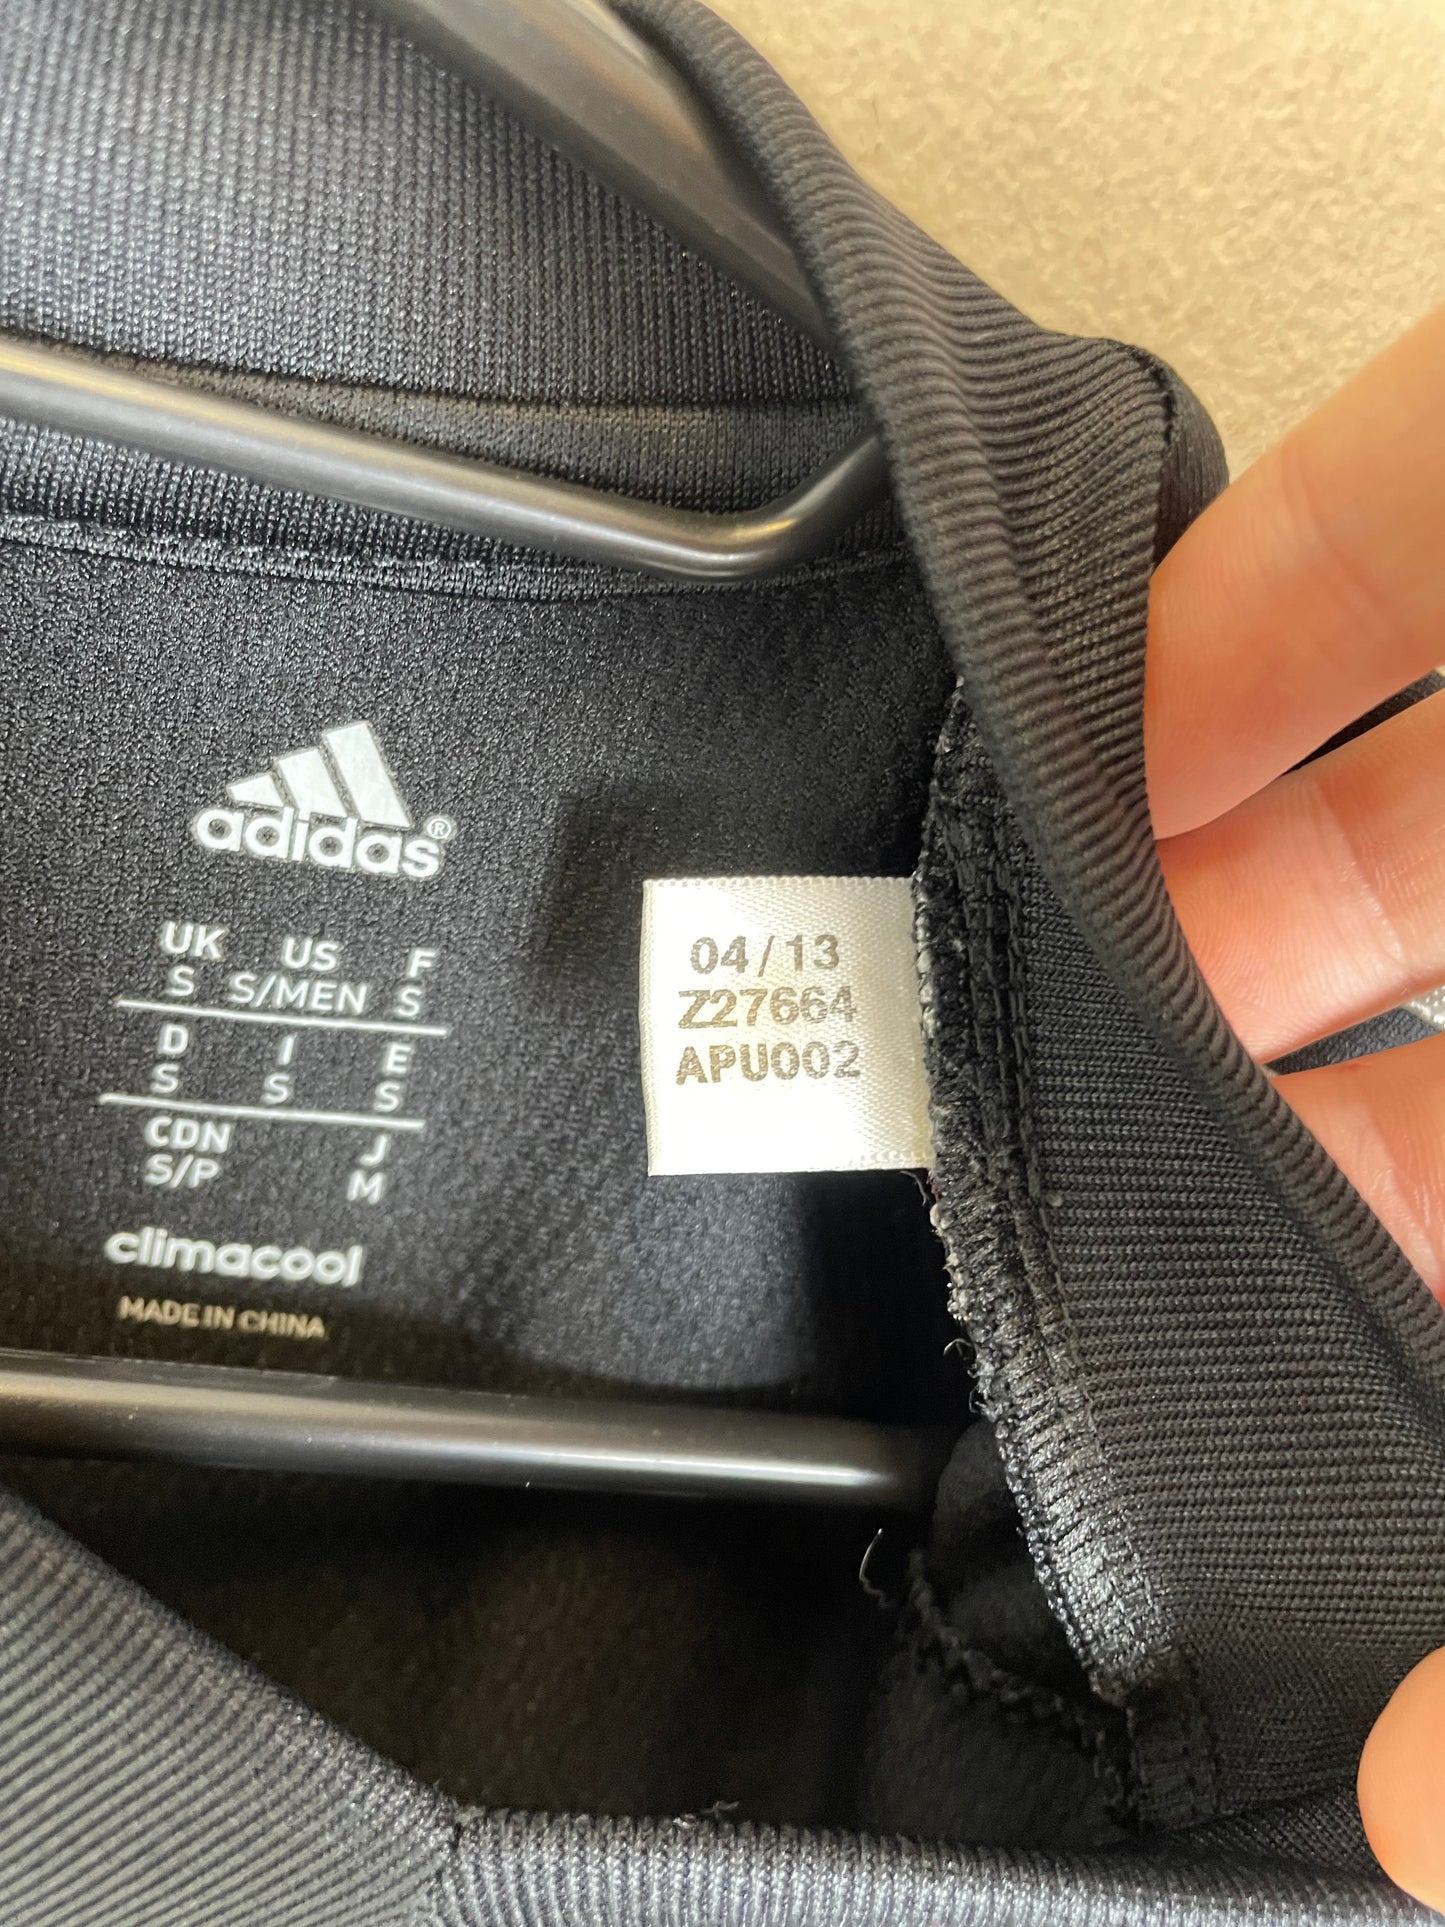 adidas®
UK US F
S S/MEN S
D I E
S S S
CDN J
S/P M
climacool
MADE IN CHINA
04/13
Z27664
APU002